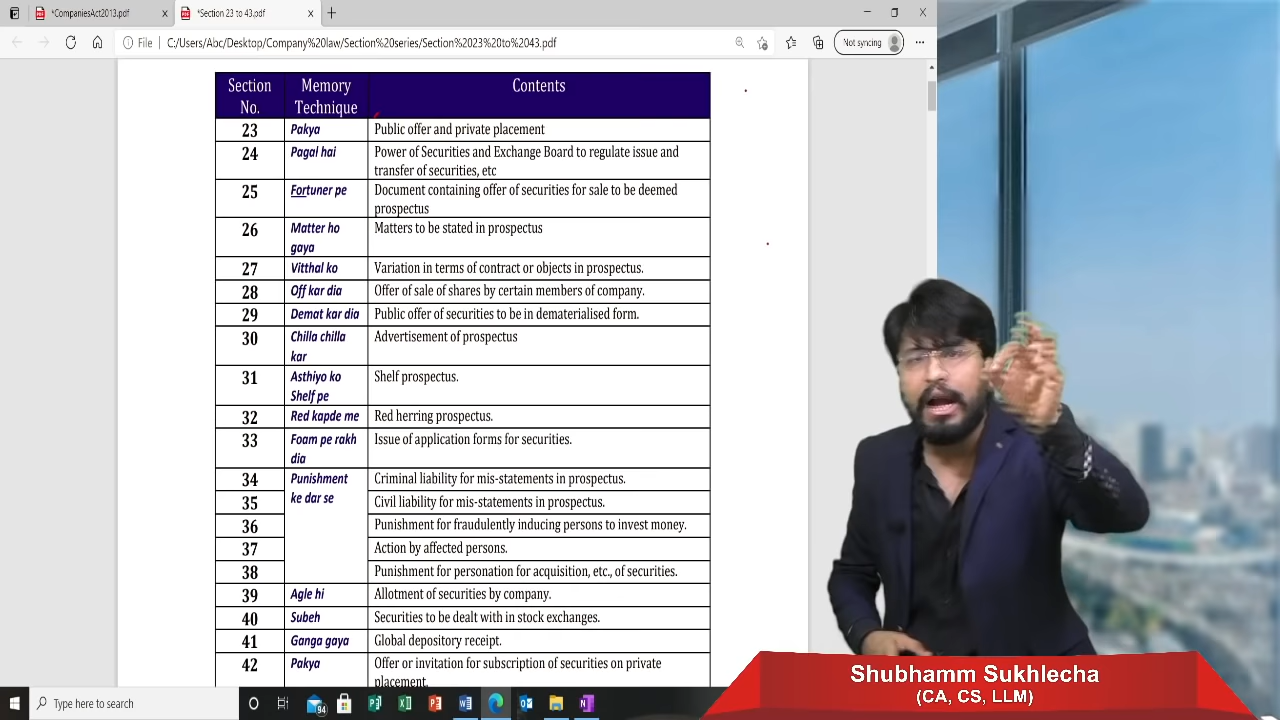 *CompaniesAct2013.pdf
*Section 23 to 43.pdf
File
C:/Users/Abc/Desktop/Company%20law/Section%20series/Section%2023%20to%2043.pdf
Not syncing
Section No.
Memory Technique
Contents
23 Pakya Public offer and private placement
24 Pagal hai Power of Securities and Exchange Board to regulate issue and
transfer of securities, etc
25 Fortuner pe Document containing offer of securities for sale to be deemed
prospectus
26 Matter ho Matters to be stated in prospectus
gaya
27 Vitthal ko Variation in terms of contract or objects in prospectus.
28 Off kar dia Offer of sale of shares by certain members of company.
29 Demat kar dia Public offer of securities to be in dematerialised form.
30 Chilla chilla Advertisement of prospectus
kar
31 Asthiyo ko Shelf prospectus.
Shelf pe
32 Red kapde me Red herring prospectus.
33 Foam pe rakh Issue of application forms for securities.
dia
34 Punishment Criminal liability for mis-statements in prospectus.
ke dar se
35 Civil liability for mis-statements in prospectus.
36 Punishment for fraudulently inducing persons to invest money.
37 Action by affected persons.
38 Punishment for personation for acquisition, etc., of securities.
39 Agle hi Allotment of securities by company.
40 Subeh Securities to be dealt with in stock exchanges.
41 Ganga gaya Global depository receipt.
42 Pakya Offer or invitation for subscription of securities on private
placement.
Shubhamm Sukhlecha
(CA, CS, LLM)
Type here to search
94